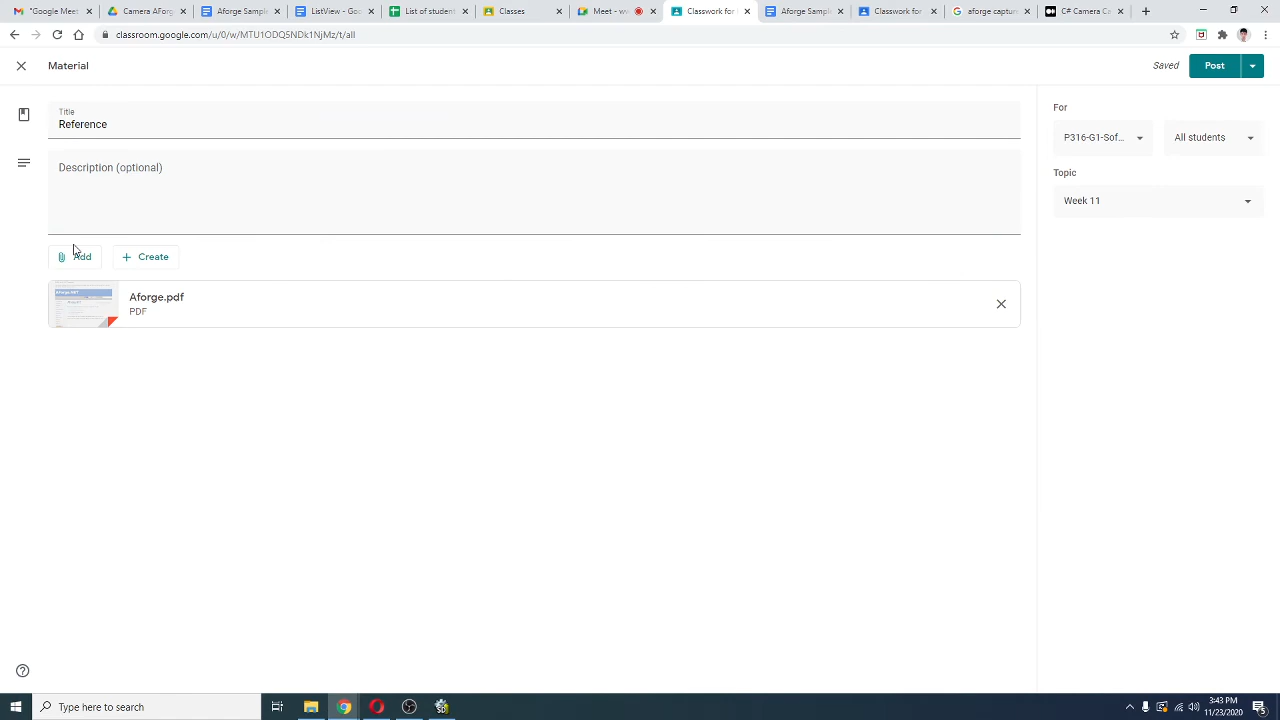 "Google Meet
Camera AForg
Aforge Sampl
ListView - Goo
List of student
Classes
Meet - w
Classwork for
Aforge Sampl
Classwork for
aforge captur
C# Camera Ca
classroom.google.com/u/0/w/MTU1ODQ5NDk1NjMz/t/all
Material
Saved
Post
Title
Reference
For
P316-G1-Sof...
All students
Description (optional)
Topic
Week 11
Add
Create
Aforge.pdf
PDF
Type here to search
3:43 PM
11/23/2020